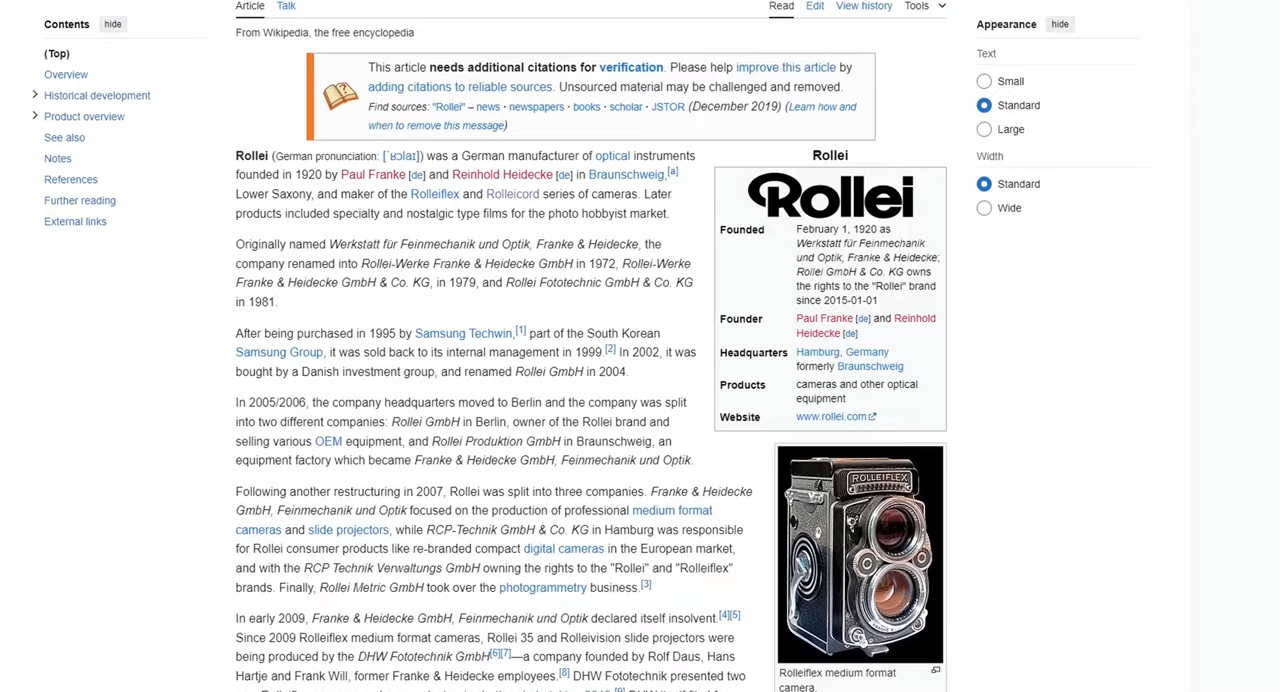 Article Talk Read Edit View history Tools
Contents hide
Appearance hide
From Wikipedia, the free encyclopedia
(Top)
Overview
Historical development
Product overview
See also
Notes
References
Further reading
External links
This article needs additional citations for verification. Please help improve this article by
adding citations to reliable sources. Unsourced material may be challenged and removed.
Find sources: "Rollei" – news · newspapers · books · scholar · JSTOR (December 2019) (Learn how and
when to remove this message)
Text
Small
Standard
Large
Width
Standard
Wide
Rollei (German pronunciation: [ˈʁɔlaɪ]) was a German manufacturer of optical instruments
founded in 1920 by Paul Franke [de] and Reinhold Heidecke [de] in Braunschweig,[a]
Lower Saxony, and maker of the Rolleiflex and Rolleicord series of cameras. Later
products included specialty and nostalgic type films for the photo hobbyist market.
Originally named Werkstatt für Feinmechanik und Optik, Franke & Heidecke, the
company renamed into Rollei-Werke Franke & Heidecke GmbH in 1972, Rollei-Werke
Franke & Heidecke GmbH & Co. KG, in 1979, and Rollei Fototechnic GmbH & Co. KG
in 1981.
After being purchased in 1995 by Samsung Techwin,[1] part of the South Korean
Samsung Group, it was sold back to its internal management in 1999.[2] In 2002, it was
bought by a Danish investment group, and renamed Rollei GmbH in 2004.
In 2005/2006, the company headquarters moved to Berlin and the company was split
into two different companies: Rollei GmbH in Berlin, owner of the Rollei brand and
selling various OEM equipment, and Rollei Produktion GmbH in Braunschweig, an
equipment factory which became Franke & Heidecke GmbH, Feinmechanik und Optik.
Following another restructuring in 2007, Rollei was split into three companies. Franke & Heidecke
GmbH, Feinmechanik und Optik focused on the production of professional medium format
cameras and slide projectors, while RCP-Technik GmbH & Co. KG in Hamburg was responsible
for Rollei consumer products like re-branded compact digital cameras in the European market,
and with the RCP Technik Verwaltungs GmbH owning the rights to the "Rollei" and "Rolleiflex"
brands. Finally, Rollei Metric GmbH took over the photogrammetry business.[3]
In early 2009, Franke & Heidecke GmbH, Feinmechanik und Optik declared itself insolvent.[4][5]
Since 2009 Rolleiflex medium format cameras, Rollei 35 and Rolleivision slide projectors were
being produced by the DHW Fototechnik GmbH[6][7]—a company founded by Rolf Daus, Hans
Hartje and Frank Will, former Franke & Heidecke employees.[8] DHW Fototechnik presented two
Rollei
Rollei
Founded February 1, 1920 as
Werkstatt für Feinmechanik
und Optik, Franke & Heidecke;
Rollei GmbH & Co. KG owns
the rights to the "Rollei" brand
since 2015-01-01
Founder Paul Franke [de] and Reinhold
Heidecke [de]
Headquarters Hamburg, Germany
formerly Braunschweig
Products cameras and other optical
equipment
Website www.rollei.com
ROLLEIFLEX
Rolleiflex medium format
camera.